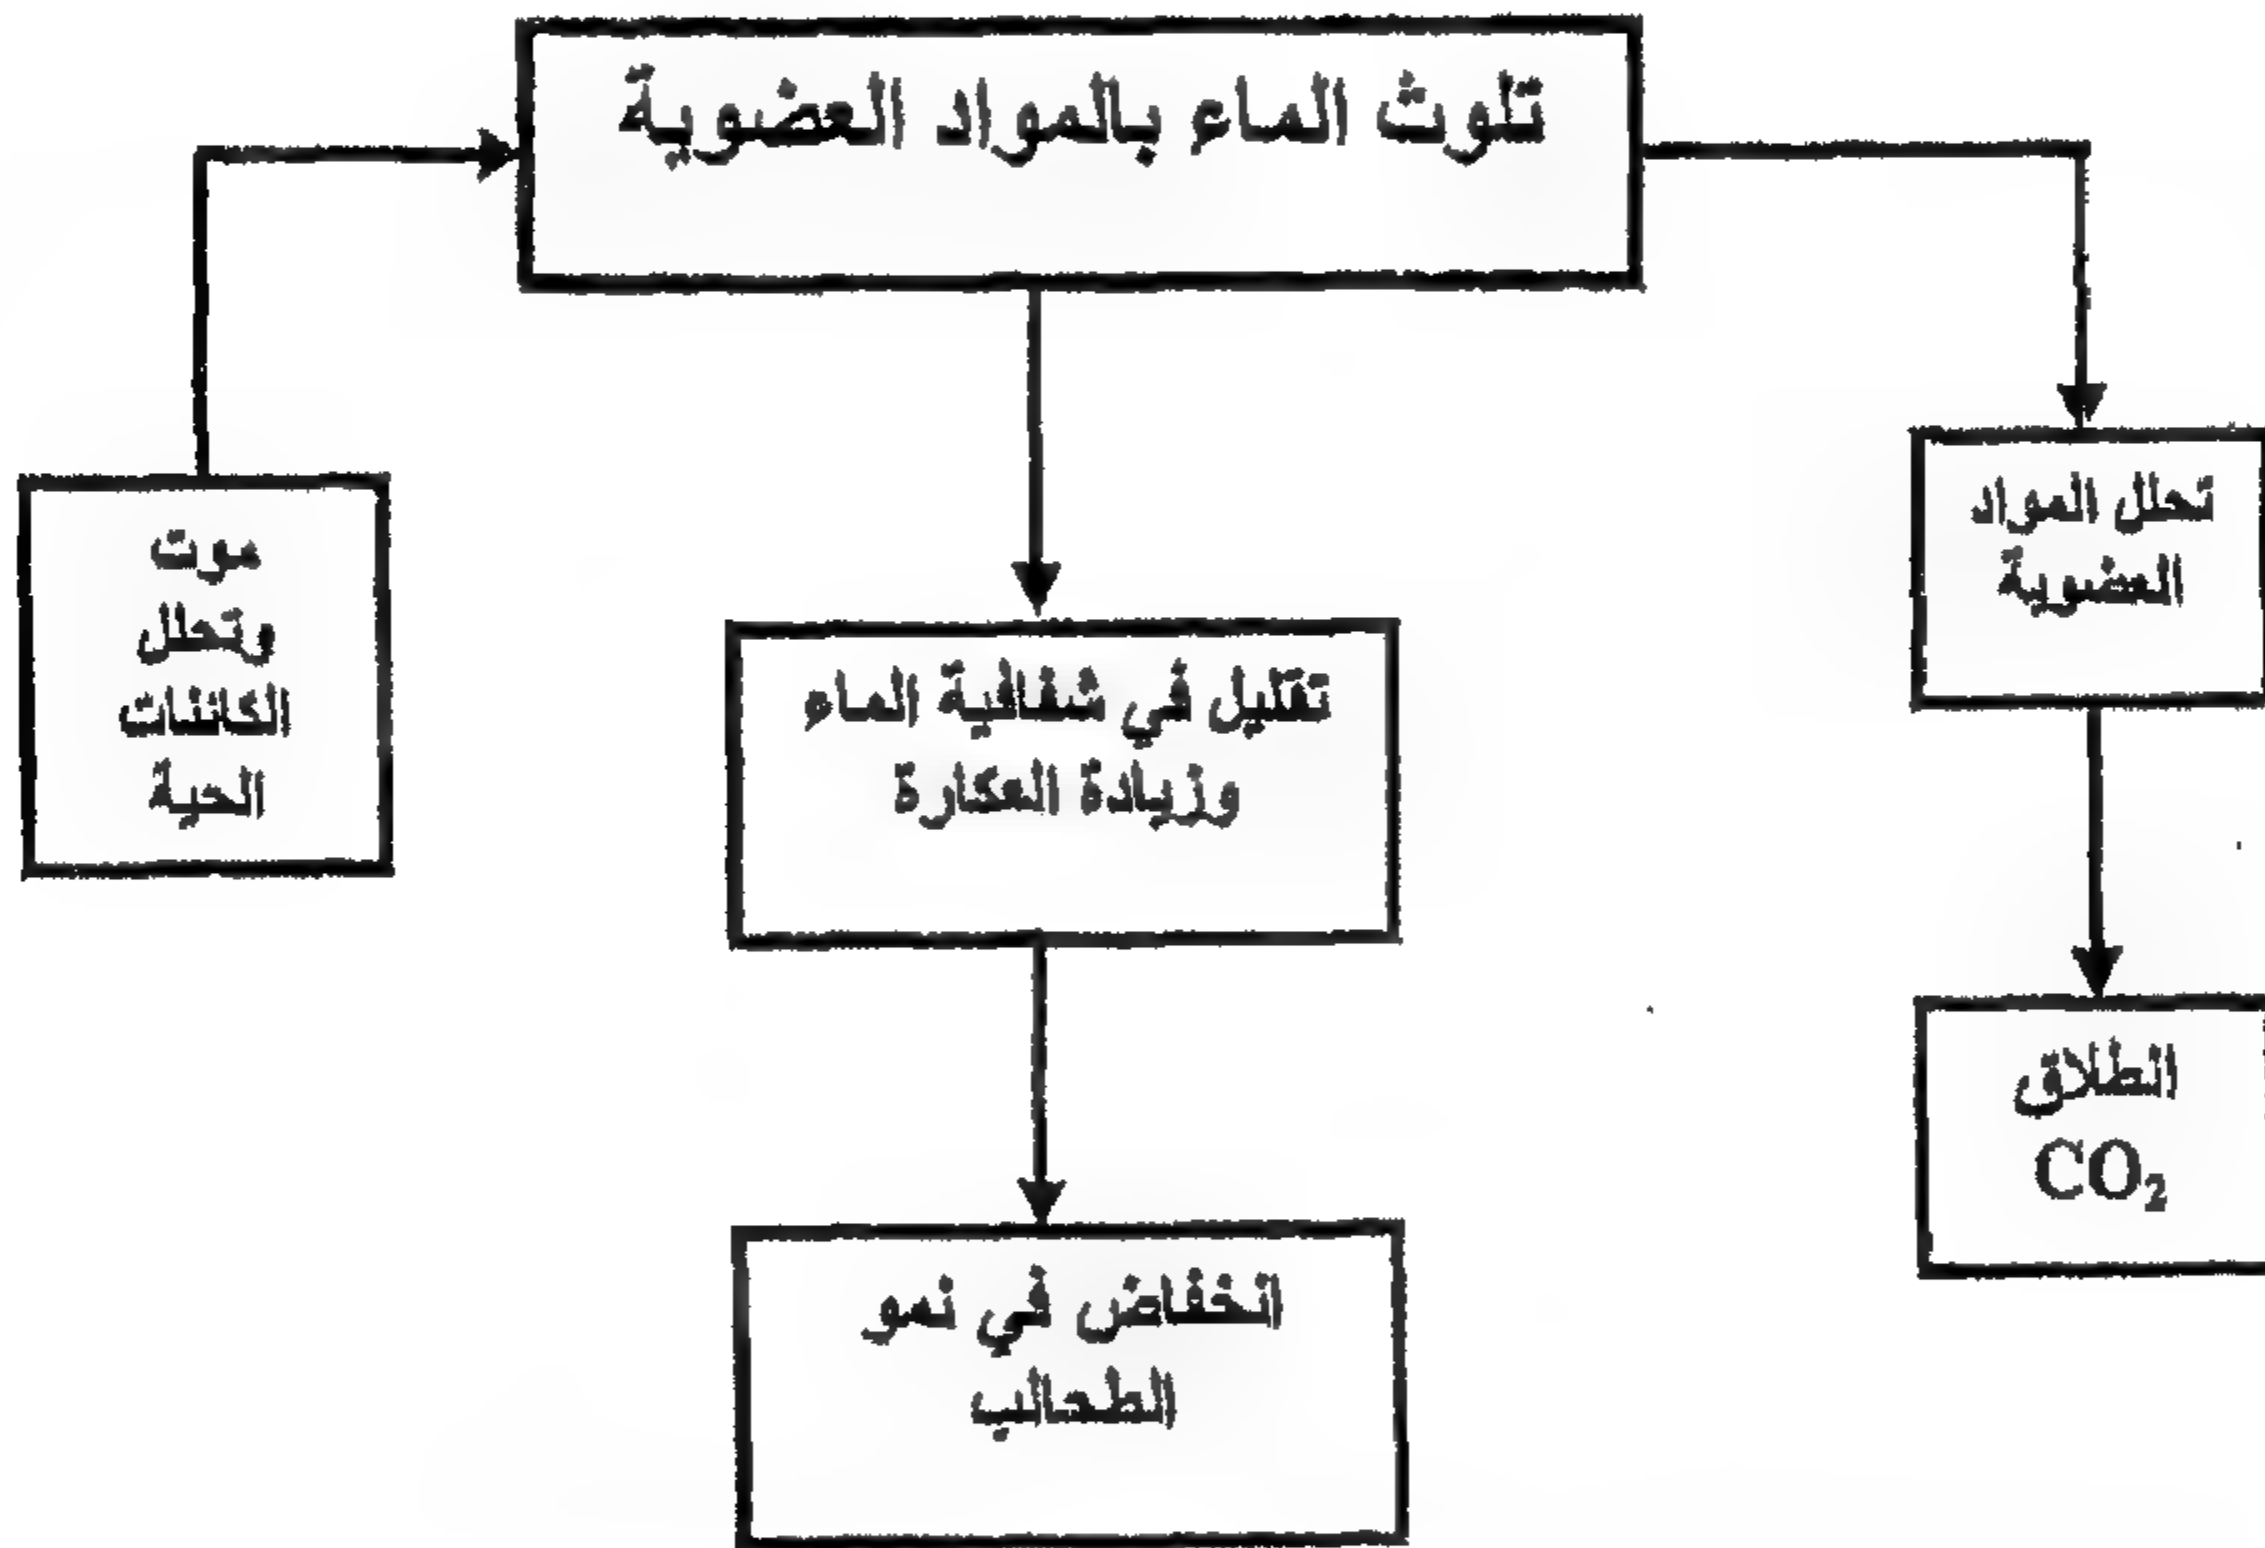 تلوث الماء بالمواد العضوية
تحلل المواد
العضوية
موت
وتحلل
الكائنات
الحية
تقليل في شفافية الماء
وزيادة العكارة
انطلاق
CO₂
انخفاض في نمو
الطحالب